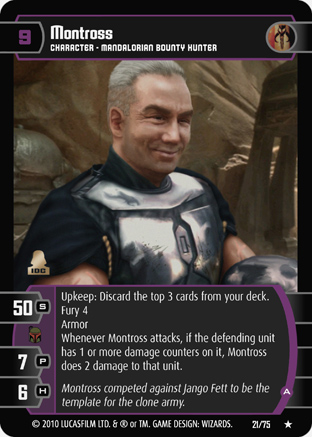 9
Montross
CHARACTER - MANDALORIAN BOUNTY HUNTER
IDC
50 S
7 P
6 H
Upkeep: Discard the top 3 cards from your deck.
Fury 4
Armor
Whenever Montross attacks, if the defending unit
has 1 or more damage counters on it, Montross
does 2 damage to that unit.
Montross competed against Jango Fett to be the
template for the clone army.
A
© 2010 LUCASFILM LTD. & ® or TM. GAME DESIGN: WIZARDS.
21/75 ★